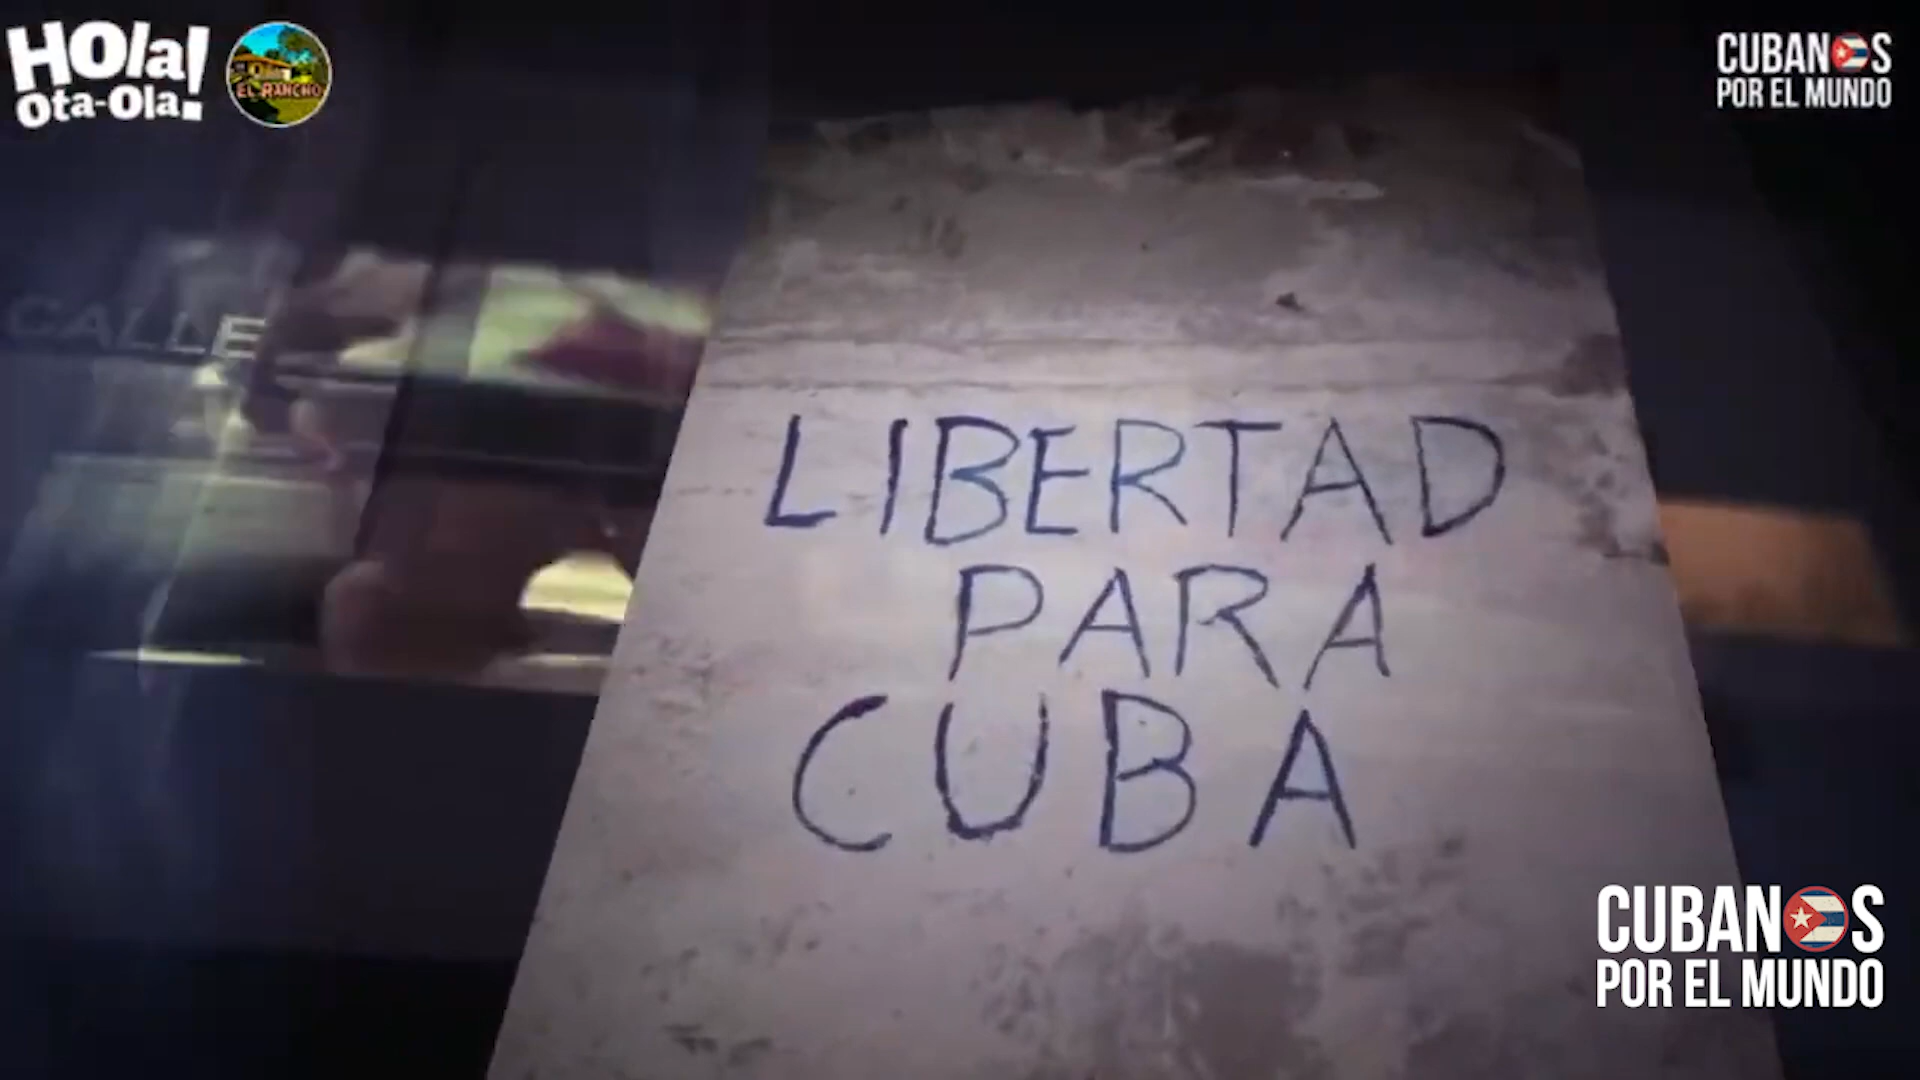 HOla!
Ota-Ola!
EL RANCHO
CUBANOS
POR EL MUNDO
CALLE
LIBERTAD
PARA
CUBA
CUBANOS
POR EL MUNDO